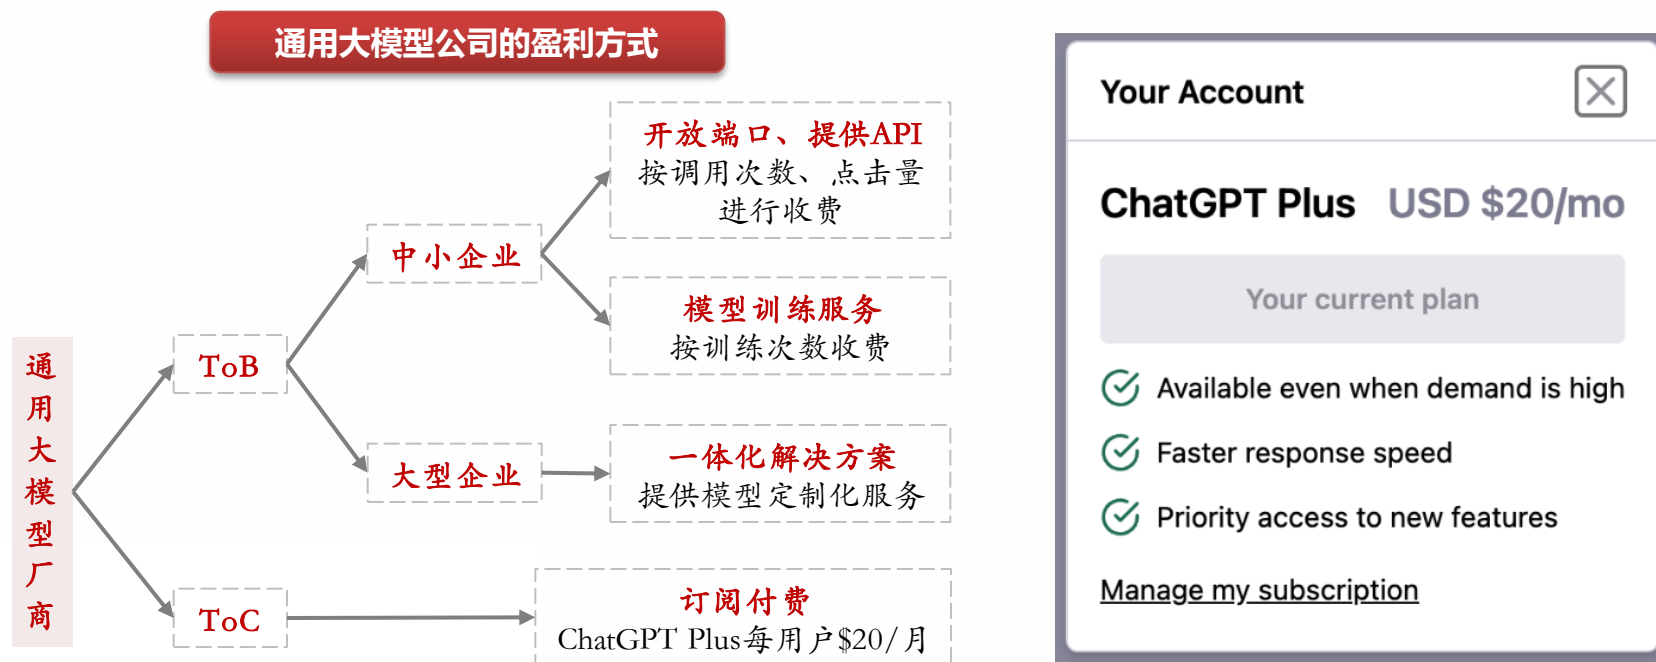 通用大模型公司的盈利方式
通用大模型厂商
ToB
中小企业
开放端口、提供API
按调用次数、点击量
进行收费
模型训练服务
按训练次数收费
大型企业
一体化解决方案
提供模型定制化服务
ToC
订阅付费
ChatGPT Plus每用户$20/月
Your Account
ChatGPT Plus USD $20/mo
Your current plan
Available even when demand is high
Faster response speed
Priority access to new features
Manage my subscription